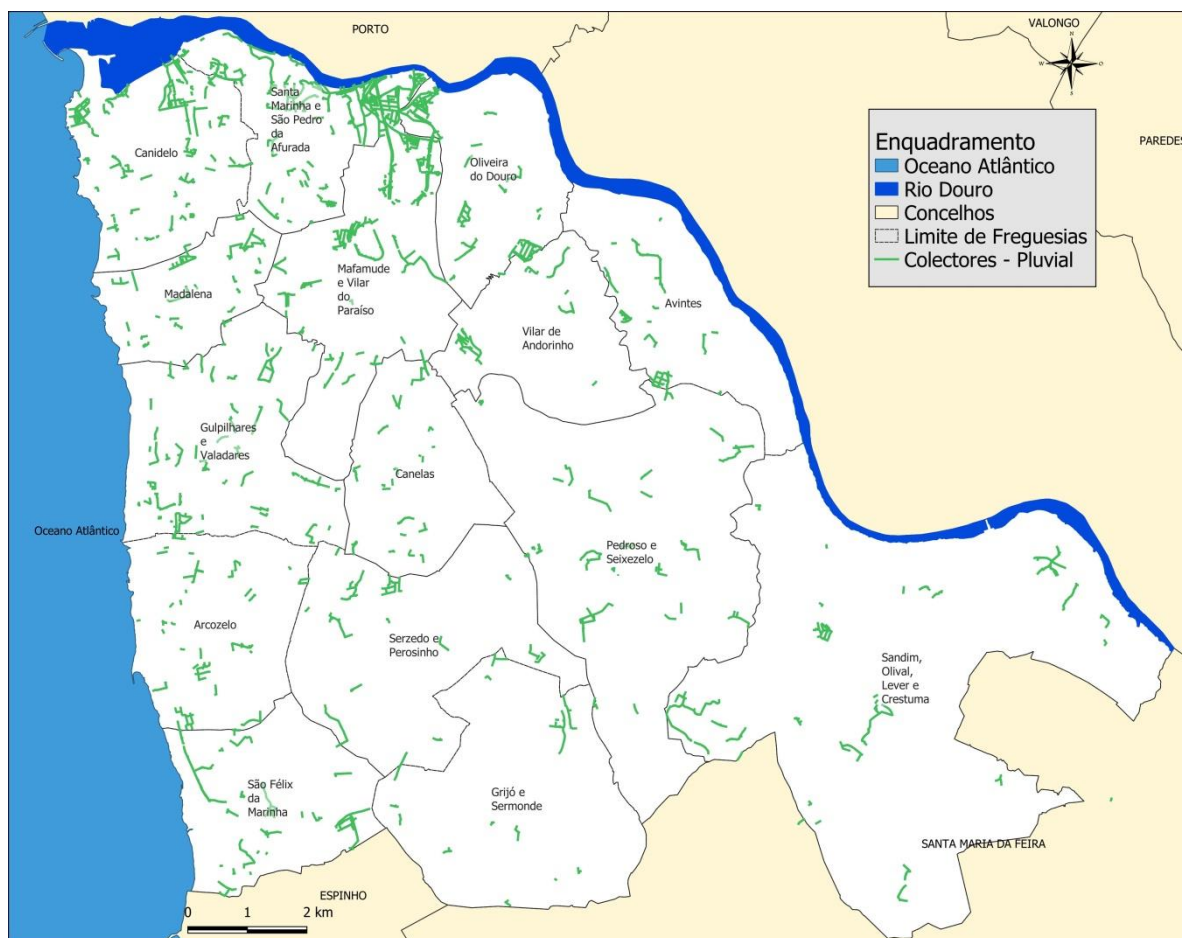 PORTO
VALONGO
N
W
O
S
PAREDES
Enquadramento
Oceano Atlântico
Rio Douro
Concelhos
Limite de Freguesias
Colectores - Pluvial
Santa
Marinha e
São Pedro
da
Afurada
Canidelo
Oliveira
do Douro
Mafamude
e Vilar
do
Paraíso
Madalena
Avintes
Vilar de
Andorinho
Gulpilhares
e
Valadares
Canelas
Oceano Atlântico
Pedroso e
Seixezelo
Arcozelo
Serzedo e
Perosinho
Sandim,
Olival,
Lever e
Crestuma
São Félix
da
Marinha
Grijó e
Sermonde
SANTA MARIA DA FEIRA
ESPINHO
0 1 2 km